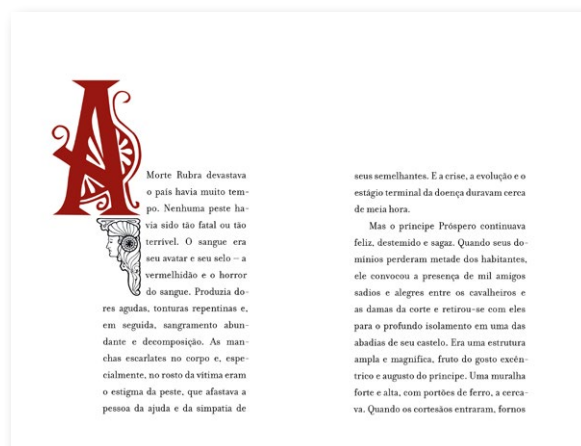 A
Morte Rubra devastava
o país havia muito tem-
po. Nenhuma peste ha-
via sido tão fatal ou tão
terrível. O sangue era
seu avatar e seu selo – a
vermelhidão e o horror
do sangue. Produzia do-
res agudas, tonturas repentinas e,
em seguida, sangramento abun-
dante e decomposição. As man-
chas escarlates no corpo e, espe-
cialmente, no rosto da vítima eram
o estigma da peste, que afastava a
pessoa da ajuda e da simpatia de
seus semelhantes. E a crise, a evolução e o
estágio terminal da doença duravam cerca
de meia hora.
Mas o príncipe Próspero continuava
feliz, destemido e sagaz. Quando seus do-
mínios perderam metade dos habitantes,
ele convocou a presença de mil amigos
sadios e alegres entre os cavalheiros e
as damas da corte e retirou-se com eles
para o profundo isolamento em uma das
abadias de seu castelo. Era uma estrutura
ampla e magnífica, fruto do gosto excên-
trico e augusto do príncipe. Uma muralha
forte e alta, com portões de ferro, a cerca-
va. Quando os cortesãos entraram, fornos